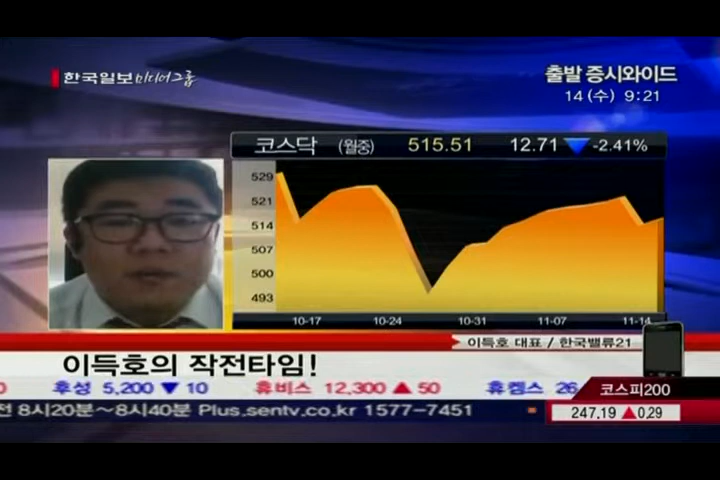 한국일보 미디어그룹
출발 증시와이드
14 (수) 9:21
코스닥 (월중) 515.51 12.71 ▼ -2.41%
529
521
514
507
500
493
10-17 10-24 10-31 11-07 11-14
이득호 대표 / 한국밸류21
이득호의 작전타임!
0 후성 5,200 ▼ 10 휴비스 12,300 ▲ 50 휴켐스 26
코스피200
전 8시20분~8시40분 Plus.sentv.co.kr 1577-7451
247.19 ▲ 0.29